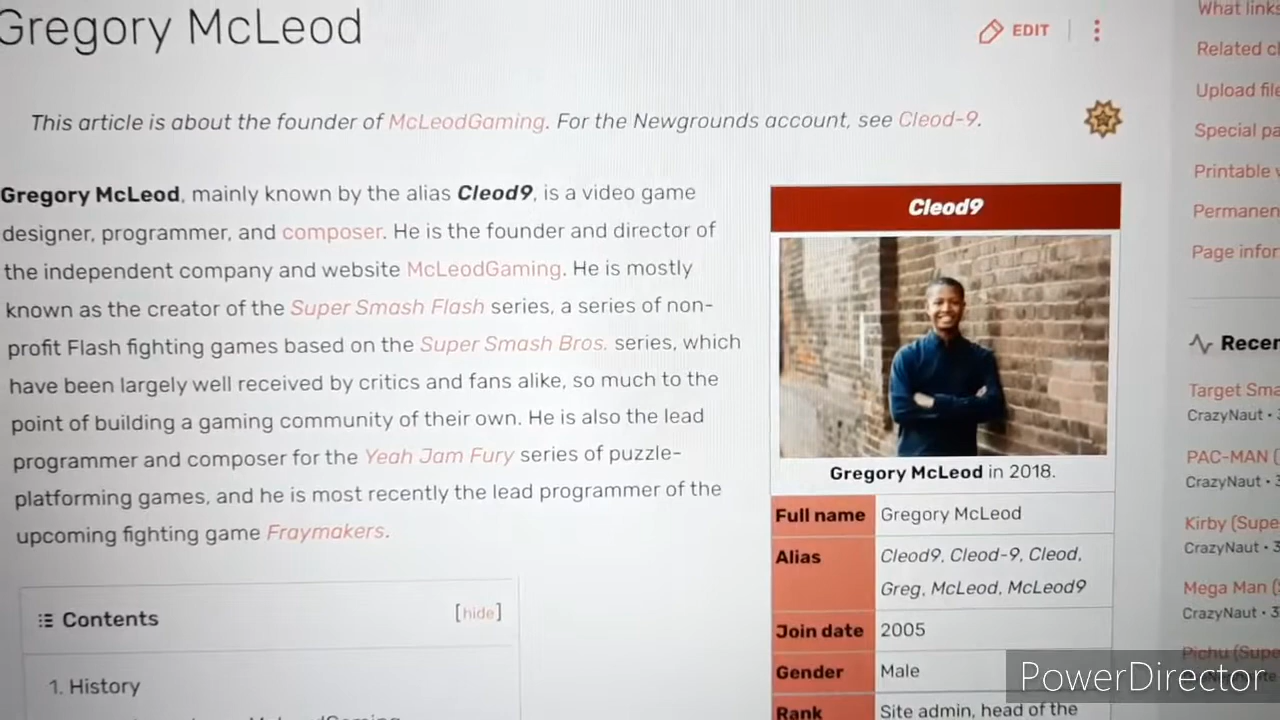 Gregory McLeod
EDIT
This article is about the founder of McLeodGaming. For the Newgrounds account, see Cleod-9.
Gregory McLeod, mainly known by the alias Cleod9, is a video game
designer, programmer, and composer. He is the founder and director of
the independent company and website McLeodGaming. He is mostly
known as the creator of the Super Smash Flash series, a series of non-
profit Flash fighting games based on the Super Smash Bros. series, which
have been largely well received by critics and fans alike, so much to the
point of building a gaming community of their own. He is also the lead
programmer and composer for the Yeah Jam Fury series of puzzle-
platforming games, and he is most recently the lead programmer of the
upcoming fighting game Fraymakers.
Contents
[hide]
1. History
Cleod9
Gregory McLeod in 2018.
Full name Gregory McLeod
Alias Cleod9, Cleod-9, Cleod,
Greg, McLeod, McLeod9
Join date 2005
Gender Male
Rank Site admin, head of the
What links
Related c
Upload file
Special pa
Printable v
Permanen
Page infor
Recen
Target Sma
CrazyNaut • 3
PAC-MAN (
CrazyNaut • 3
Kirby (Supe
CrazyNaut • 3
Mega Man (S
CrazyNaut • 3
Pichu (Supe
PowerDirector